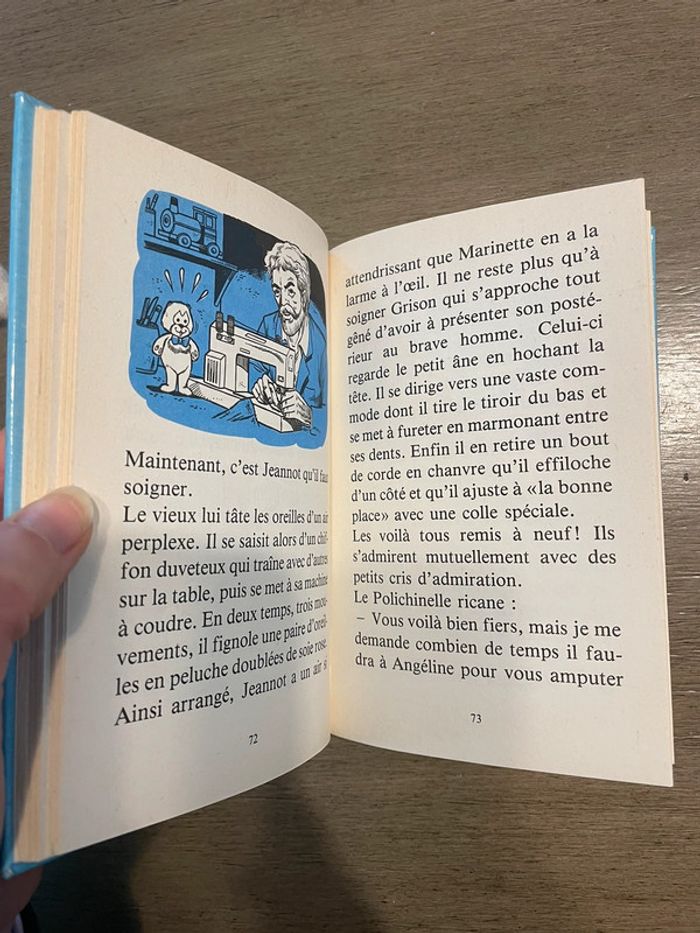 Maintenant, c'est Jeannot qu'il faut
soigner.
Le vieux lui tâte les oreilles d'un air
perplexe. Il se saisit alors d'un chif-
fon duveteux qui traîne avec d'autres
sur la table, puis se met à sa machine
à coudre. En deux temps, trois mou-
vements, il fignole une paire d'oreil-
les en peluche doublées de soie rose.
Ainsi arrangé, Jeannot a un air si
72
attendrissant que Marinette en a la
larme à l'œil. Il ne reste plus qu'à
soigner Grison qui s'approche tout
gêné d'avoir à présenter son posté-
rieur au brave homme. Celui-ci
regarde le petit âne en hochant la
tête. Il se dirige vers une vaste com-
mode dont il tire le tiroir du bas et
se met à fureter en marmonant entre
ses dents. Enfin il en retire un bout
de corde en chanvre qu'il effiloche
d'un côté et qu'il ajuste à «la bonne
place» avec une colle spéciale.
Les voilà tous remis à neuf! Ils
s'admirent mutuellement avec des
petits cris d'admiration.
Le Polichinelle ricane :
– Vous voilà bien fiers, mais je me
demande combien de temps il fau-
dra à Angéline pour vous amputer
73